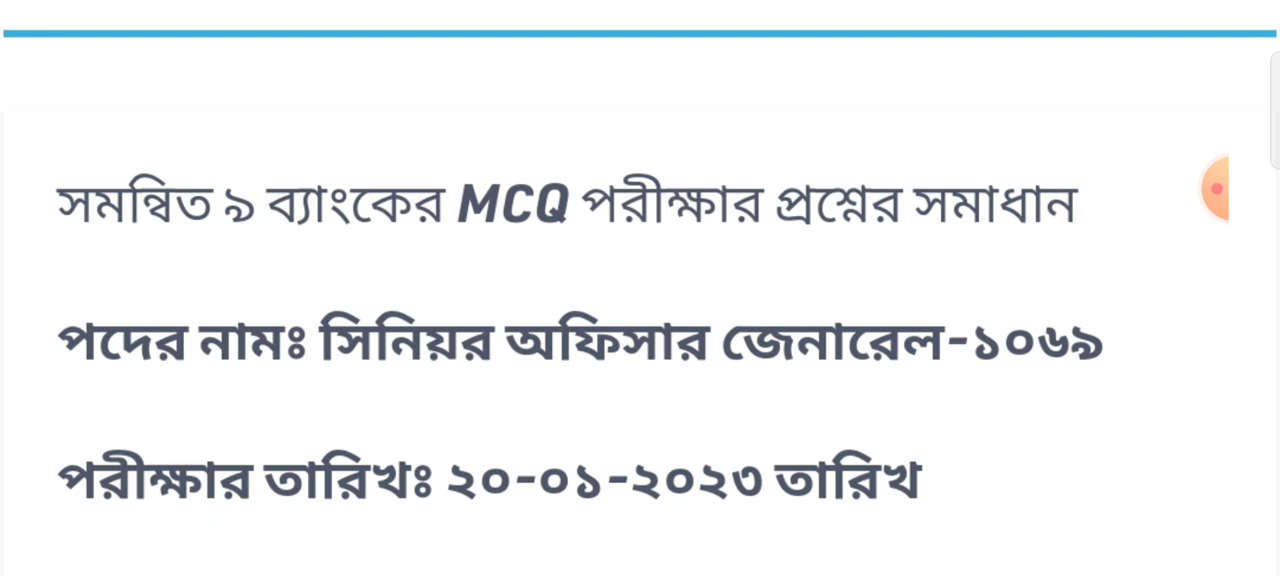 সমন্বিত ৯ ব্যাংকের MCQ পরীক্ষার প্রশ্নের সমাধান
পদের নামঃ সিনিয়র অফিসার জেনারেল-১০৬৯
পরীক্ষার তারিখঃ ২০-০১-২০২৩ তারিখ